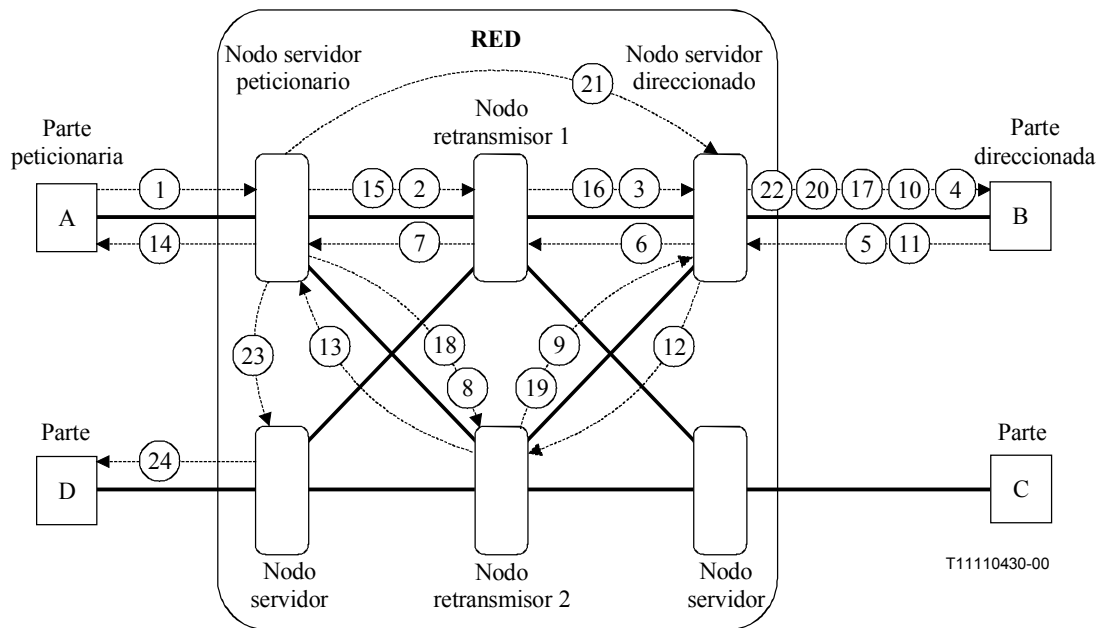 RED
Nodo servidor
peticionario
Nodo servidor
direccionado
21
Parte
peticionaria
Nodo
retransmisor 1
Parte
direccionada
1
15 2
16 3
22 20 17 10 4
A
B
14
7
6
5 11
23
13
18
9
12
8
19
Parte
Parte
24
D
C
Nodo
servidor
Nodo
retransmisor 2
Nodo
servidor
T11110430-00